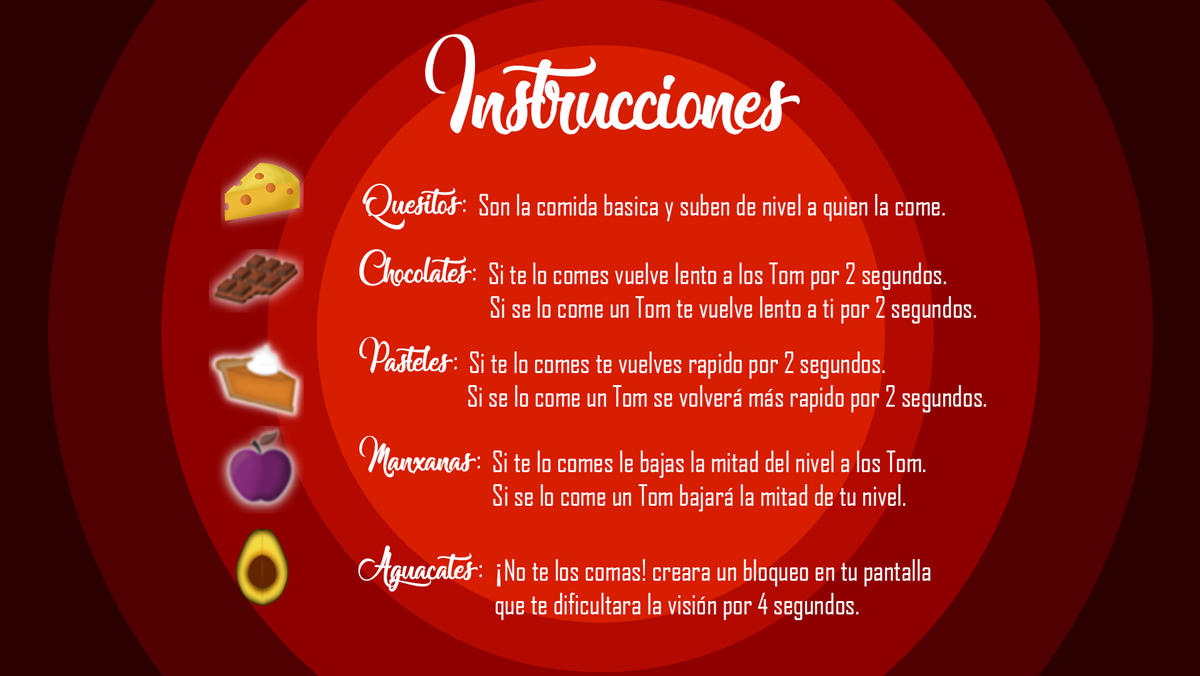 Instrucciones
Quesitos: Son la comida basica y suben de nivel a quien la come.
Chocolates: Si te lo comes vuelve lento a los Tom por 2 segundos.
Si se lo come un Tom te vuelve lento a ti por 2 segundos.
Pasteles: Si te lo comes te vuelves rapido por 2 segundos.
Si se lo come un Tom se volverá más rapido por 2 segundos.
Manxanas: Si te lo comes le bajas la mitad del nivel a los Tom.
Si se lo come un Tom bajará la mitad de tu nivel.
Aguacates: ¡No te los comas! creara un bloqueo en tu pantalla
que te dificultara la visión por 4 segundos.